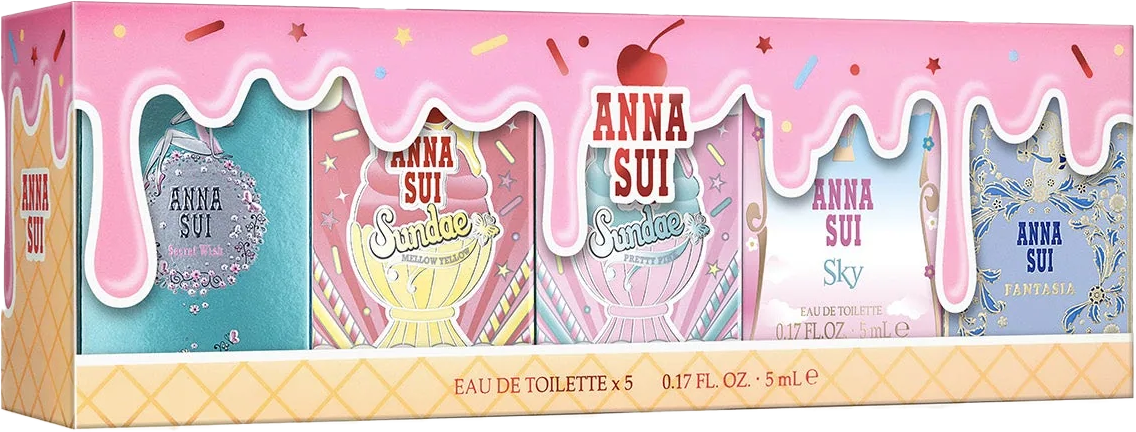 ANNA
SUI
ANNA
SUI
ANNA
SUI
Secret Wish
ANNA
SUI
Sundae
MELLOW YELLOW
Sundae
PRETTY PINK
ANNA
SUI
Sky
EAU DE TOILETTE
0.17 FL.OZ. · 5 mL ℮
ANNA
SUI
FANTASIA
EAU DE TOILETTE x 5 0.17 FL. OZ. · 5 mL ℮